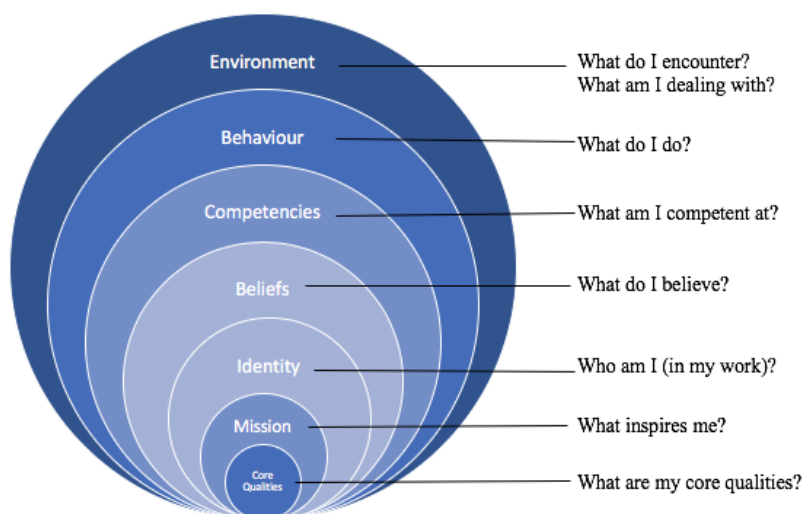 Environment
What do I encounter?
What am I dealing with?
Behaviour
What do I do?
Competencies
What am I competent at?
Beliefs
What do I believe?
Identity
Who am I (in my work)?
Mission
What inspires me?
Core
Qualities
What are my core qualities?